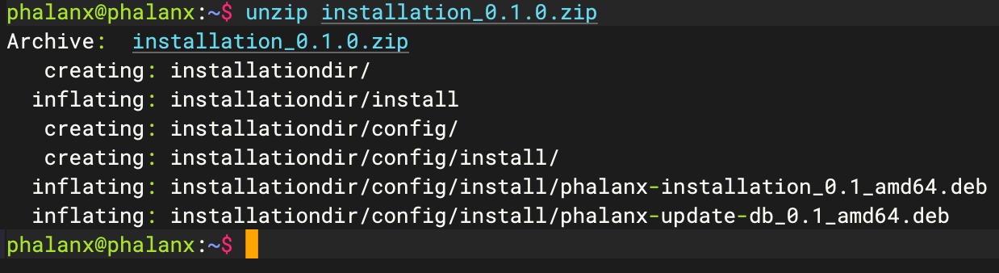 phalanx@phalanx:~$ unzip installation_0.1.0.zip
Archive:  installation_0.1.0.zip
   creating: installationdir/
  inflating: installationdir/install
   creating: installationdir/config/
   creating: installationdir/config/install/
  inflating: installationdir/config/install/phalanx-installation_0.1_amd64.deb
  inflating: installationdir/config/install/phalanx-update-db_0.1_amd64.deb
phalanx@phalanx:~$